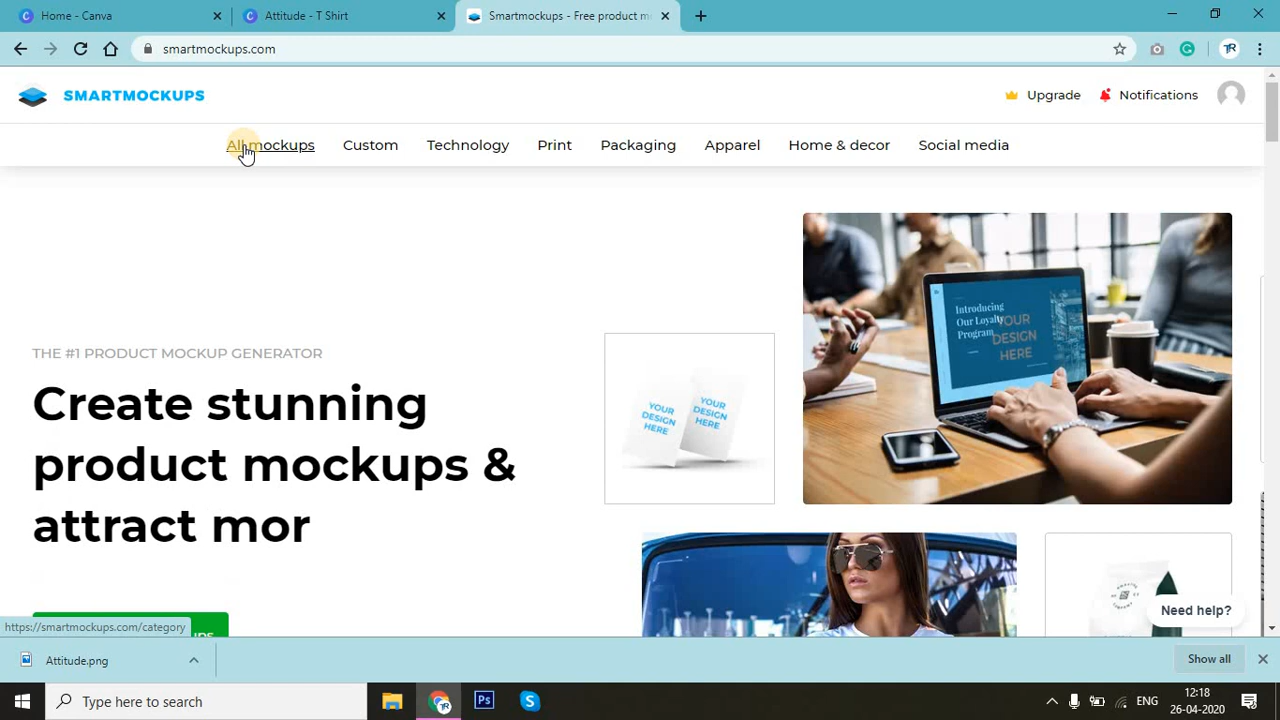 Home - Canva
Attitude - T Shirt
Smartmockups - Free product m
smartmockups.com
SMARTMOCKUPS
Upgrade
Notifications
All mockups
Custom
Technology
Print
Packaging
Apparel
Home & decor
Social media
Introducing
Our Loyalty
Program
YOUR
DESIGN
HERE
YOUR
DESIGN
HERE
YOUR
DESIGN
HERE
THE #1 PRODUCT MOCKUP GENERATOR
Create stunning
product mockups &
attract mor
Need help?
https://smartmockups.com/category
Attitude.png
Show all
Type here to search
Ps
ENG
12:18
26-04-2020